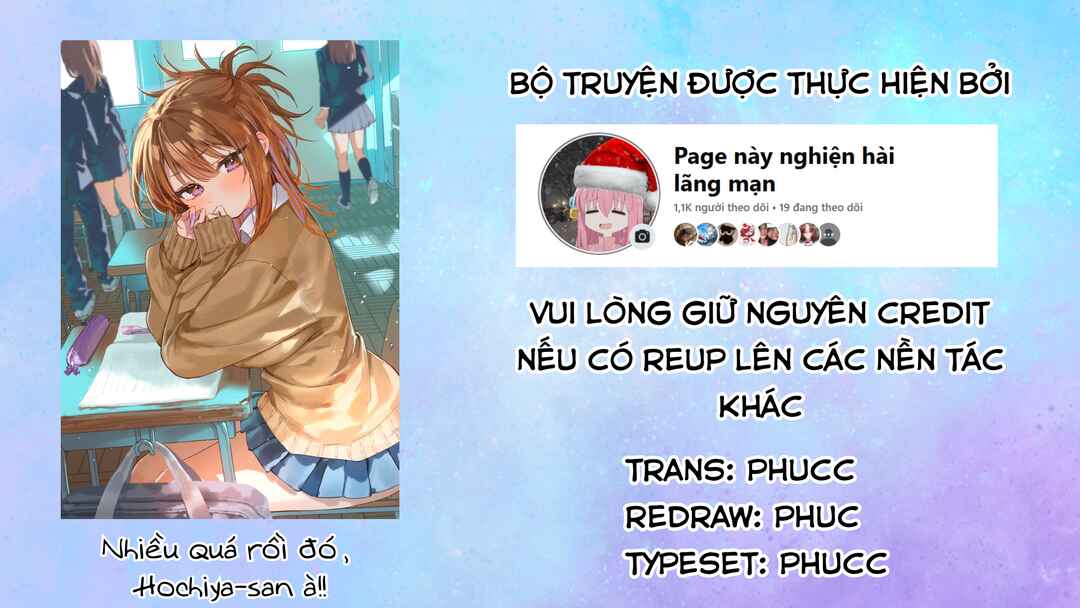 BỘ TRUYỆN ĐƯỢC THỰC HIỆN BỞI
Page này nghiện hài
lãng mạn
1,1K người theo dõi • 19 đang theo dõi
VUI LÒNG GIỮ NGUYÊN CREDIT
NẾU CÓ REUP LÊN CÁC NỀN TÁC
KHÁC
TRANS: PHUCC
REDRAW: PHUC
TYPESET: PHUCC
Nhiều quá rồi đó,
Hochiya-san à!!